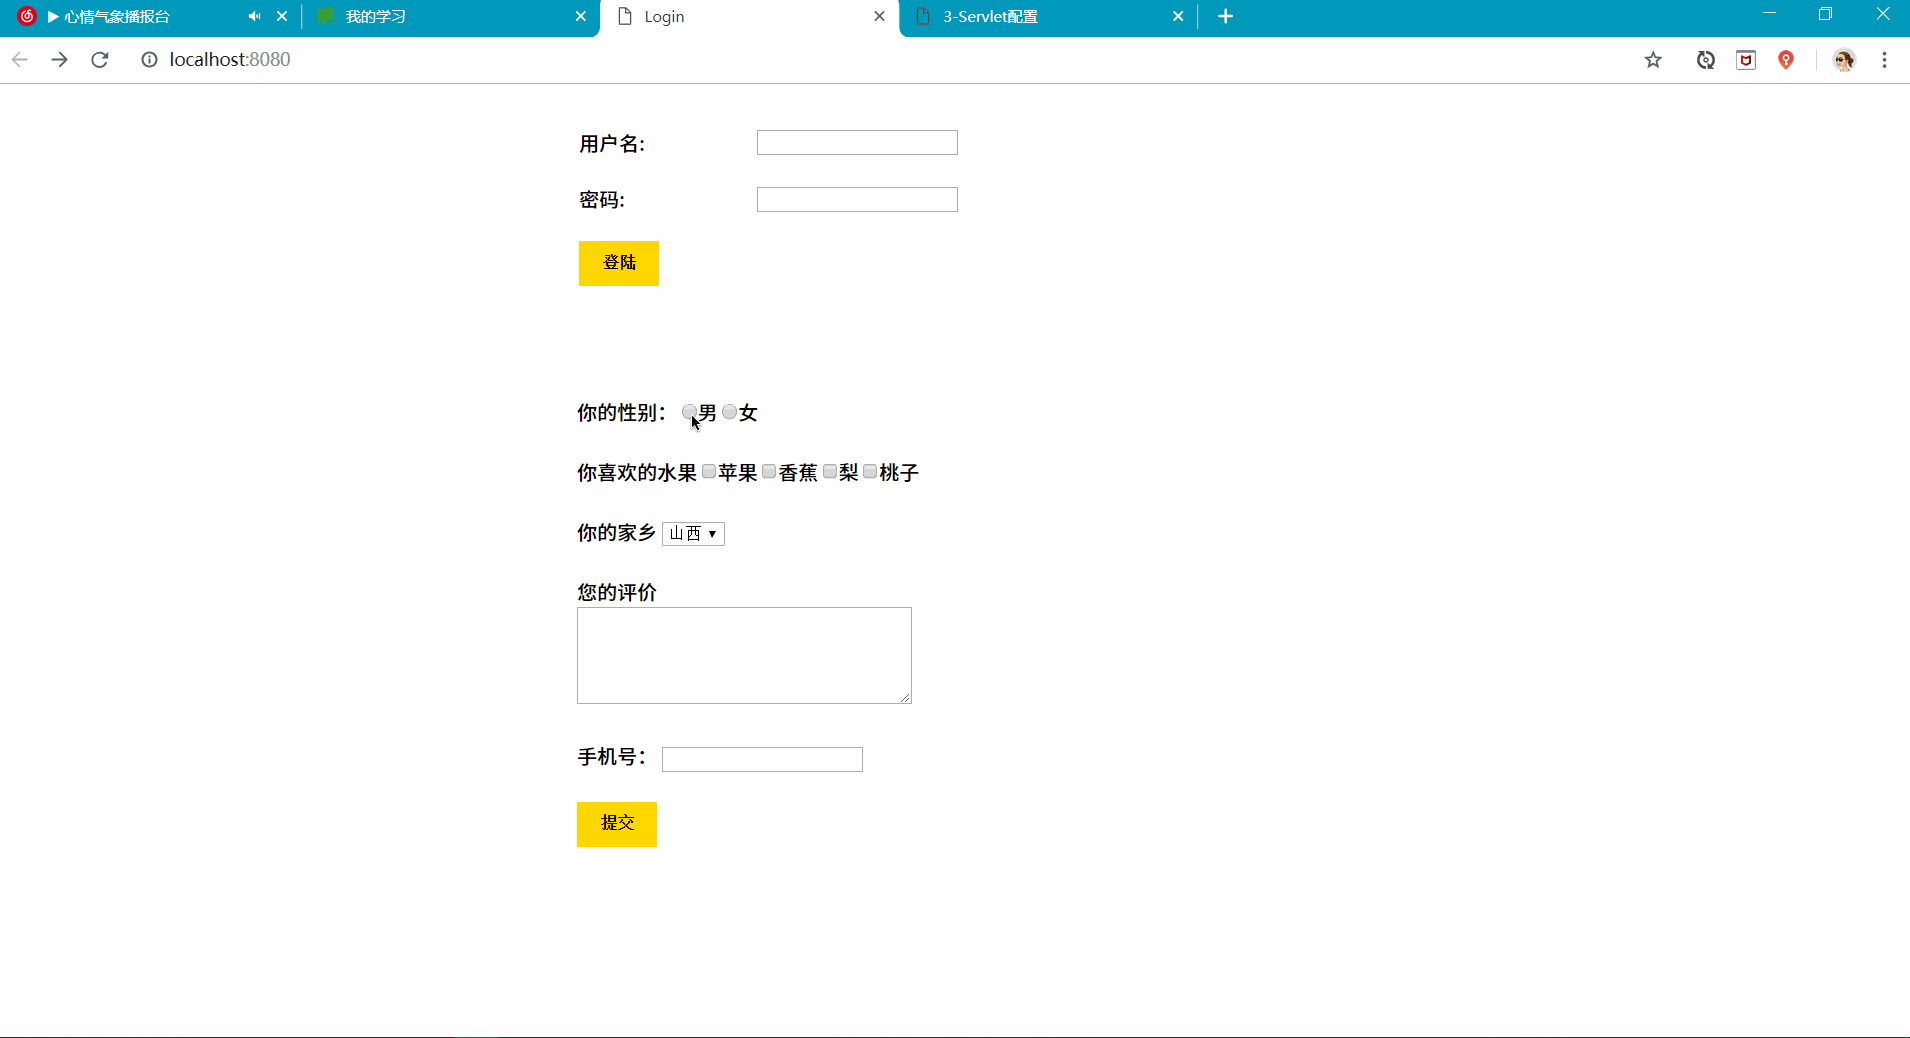 心情气象播报台
我的学习
Login
3-Servlet配置
localhost:8080
用户名:
密码:
登陆
你的性别：男 女
你喜欢的水果 苹果 香蕉 梨 桃子
你的家乡 山西
您的评价
手机号：
提交